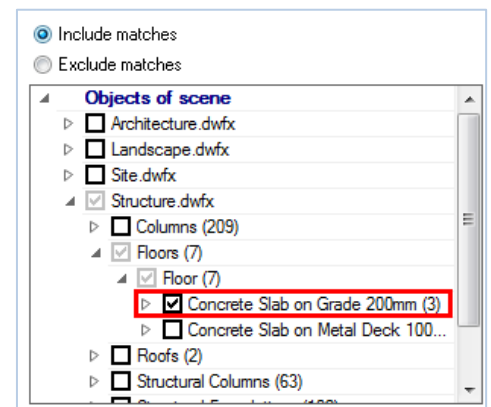 Include matches
Exclude matches
Objects of scene
Architecture.dwfx
Landscape.dwfx
Site.dwfx
Structure.dwfx
Columns (209)
Floors (7)
Floor (7)
Concrete Slab on Grade 200mm (3)
Concrete Slab on Metal Deck 100...
Roofs (2)
Structural Columns (63)